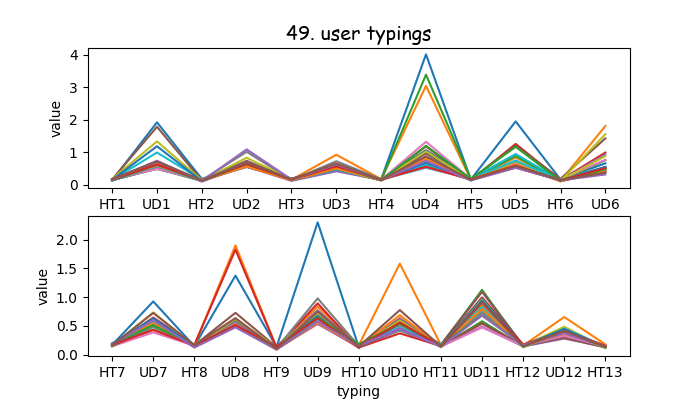 49. user typings
value
4
3
2
1
0
HT1 UD1 HT2 UD2 HT3 UD3 HT4 UD4 HT5 UD5 HT6 UD6
value
2.0
1.5
1.0
0.5
0.0
HT7 UD7 HT8 UD8 HT9 UD9 HT10 UD10 HT11 UD11 HT12 UD12 HT13
typing